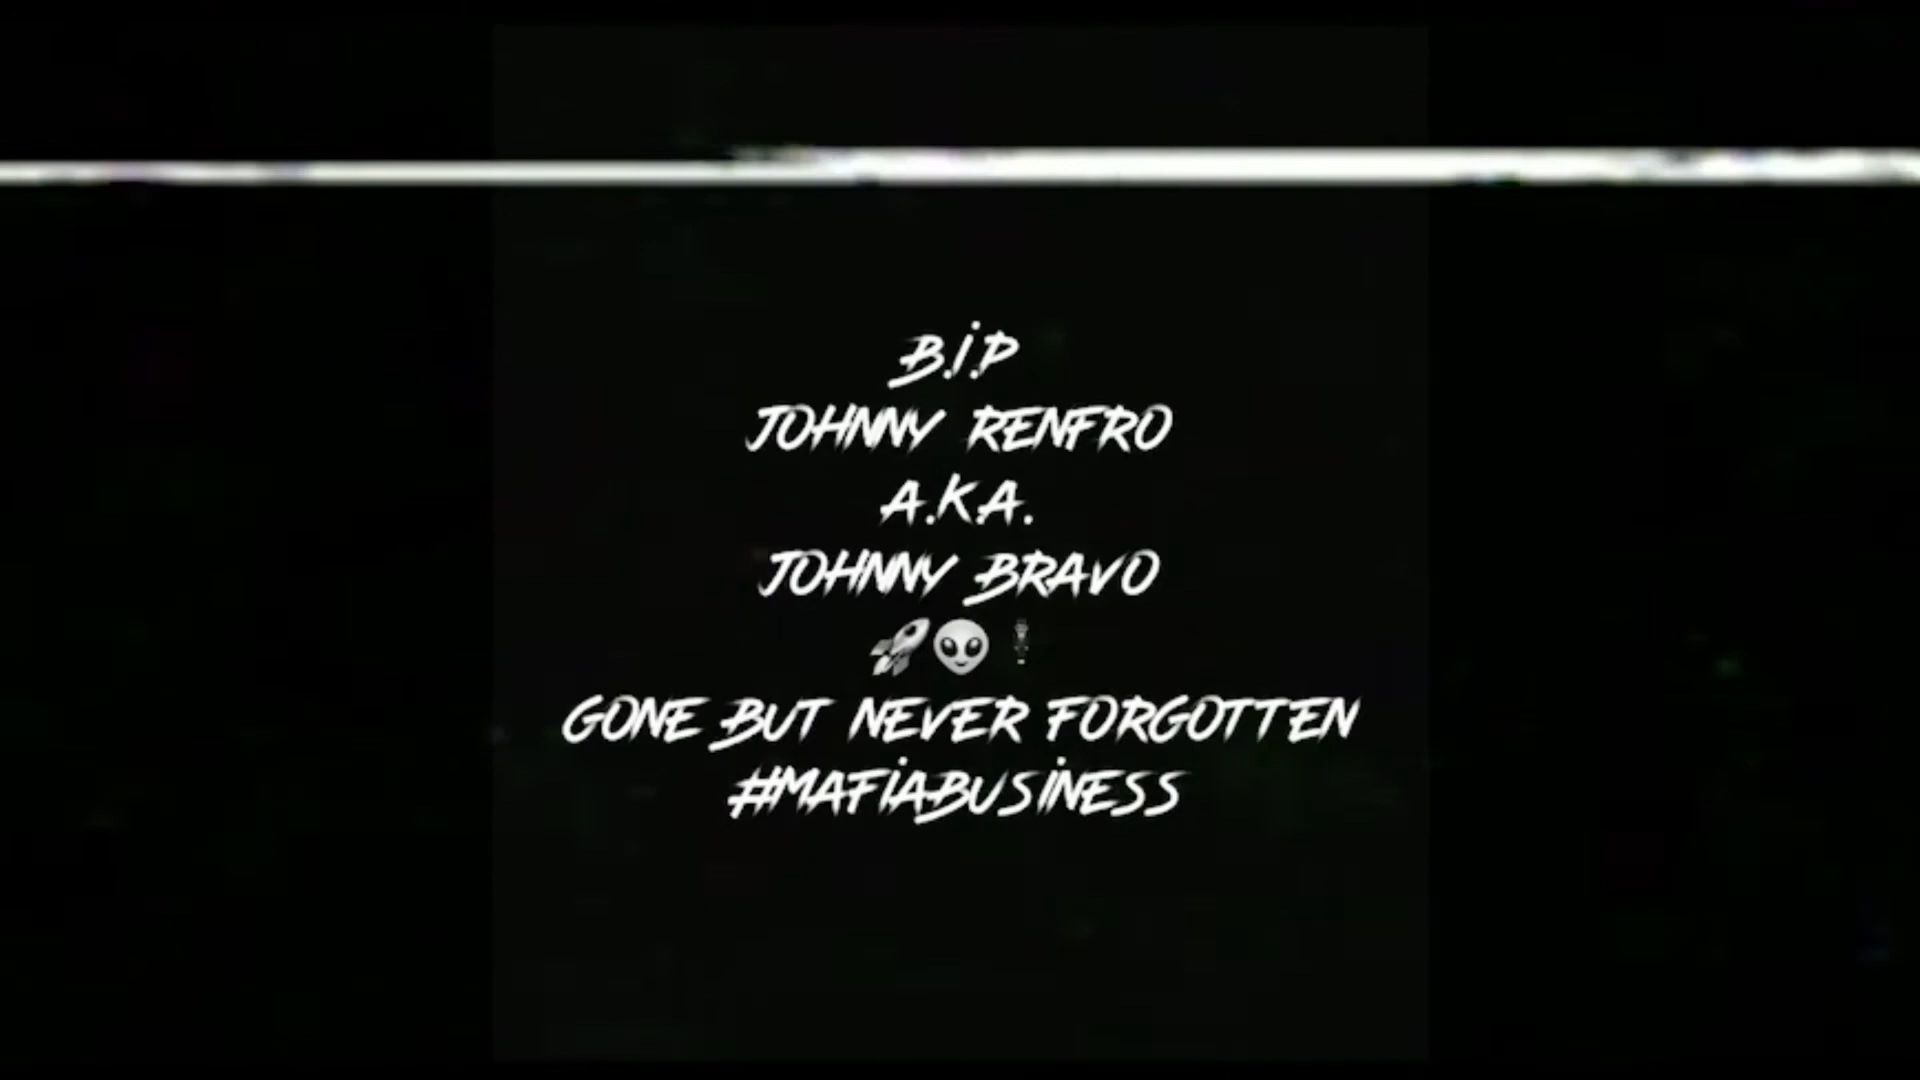 B.I.P
JOHNNY RENFRO
A.K.A.
JOHNNY BRAVO
🚀👽
GONE BUT NEVER FORGOTTEN
#MAFIABUSINESS